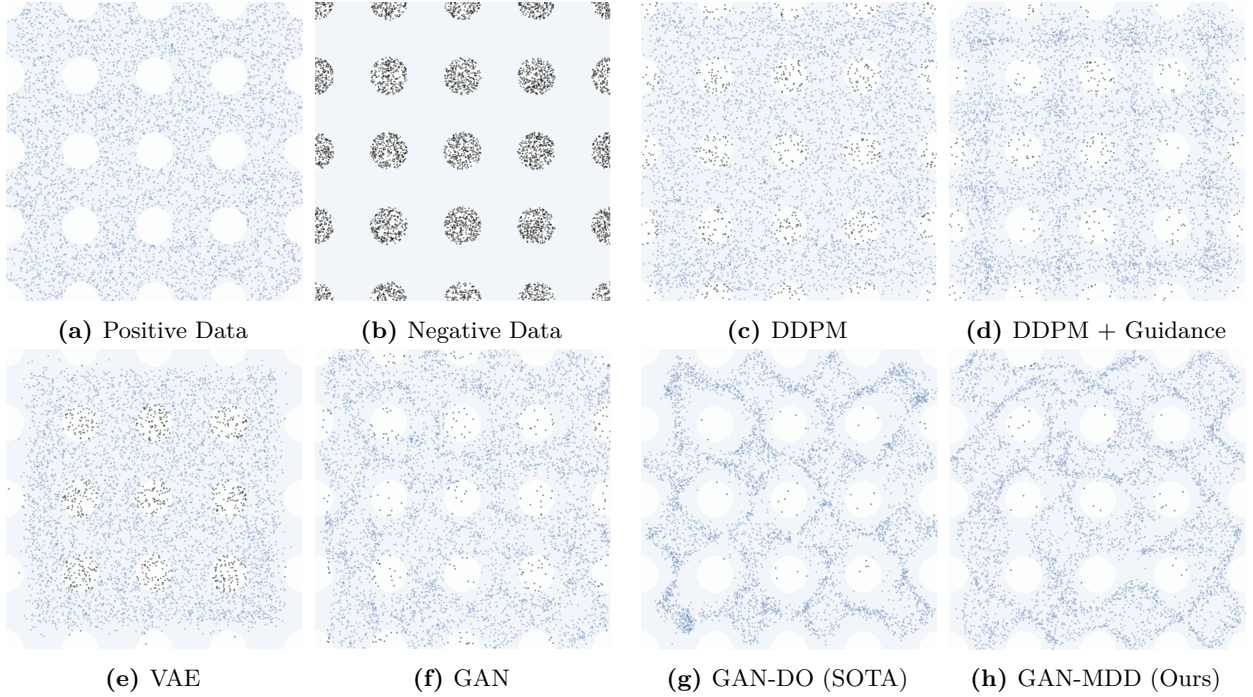 (a) Positive Data
(b) Negative Data
(c) DDPM
(d) DDPM + Guidance
(e) VAE
(f) GAN
(g) GAN-DO (SOTA)
(h) GAN-MDD (Ours)